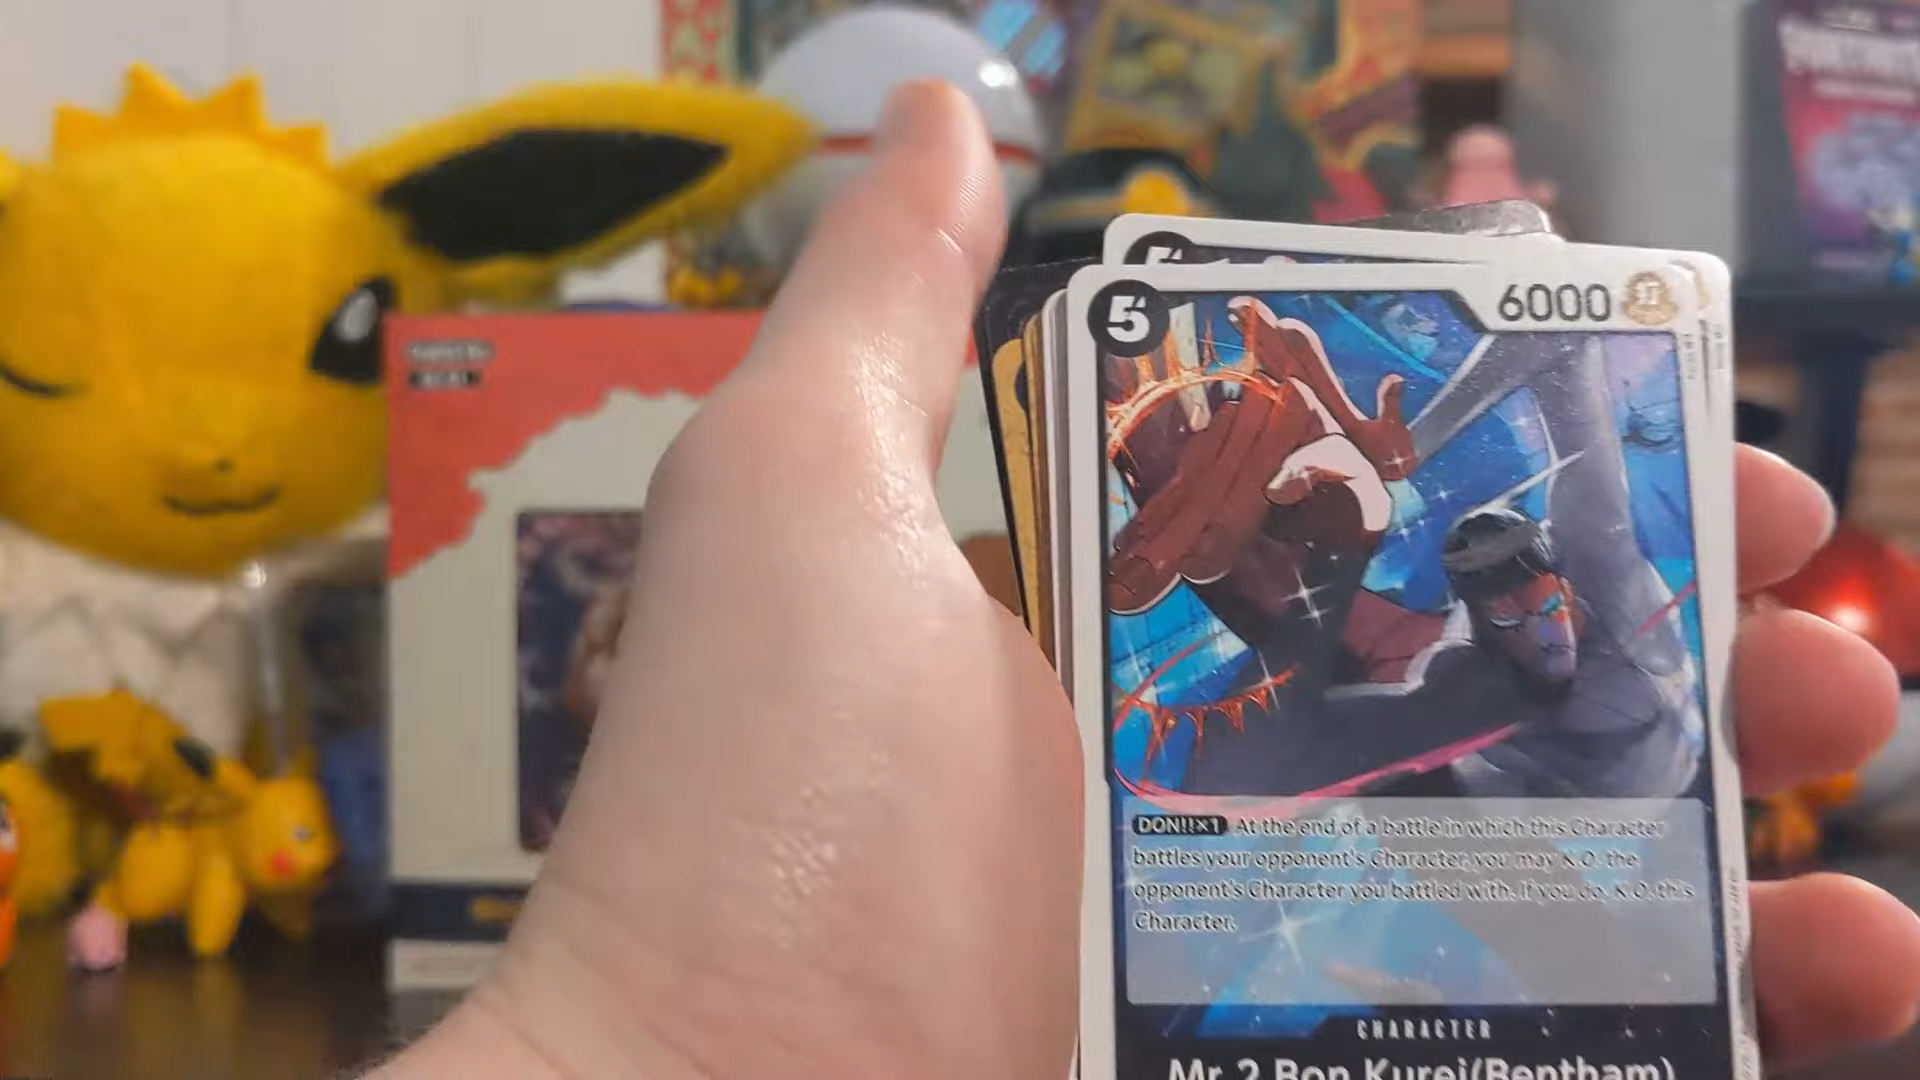 5
5
6000
DON!!×1 At the end of a battle in which this Character
battles your opponent's Character, you may K.O. the
opponent's Character you battled with. If you do, K.O. this
Character.
CHARACTER
Mr.2.Bon.Kurei(Bentham)